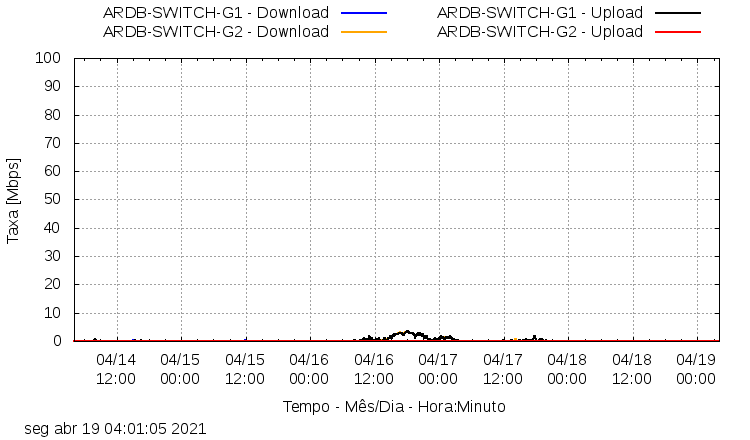 ARDB-SWITCH-G1 - Download ARDB-SWITCH-G1 - Upload
ARDB-SWITCH-G2 - Download ARDB-SWITCH-G2 - Upload
100
90
80
70
60
50
40
30
20
10
0
Taxa [Mbps]
04/14 04/15 04/15 04/16 04/16 04/17 04/17 04/18 04/18 04/19
12:00 00:00 12:00 00:00 12:00 00:00 12:00 00:00 12:00 00:00
Tempo - Mês/Dia - Hora:Minuto
seg abr 19 04:01:05 2021